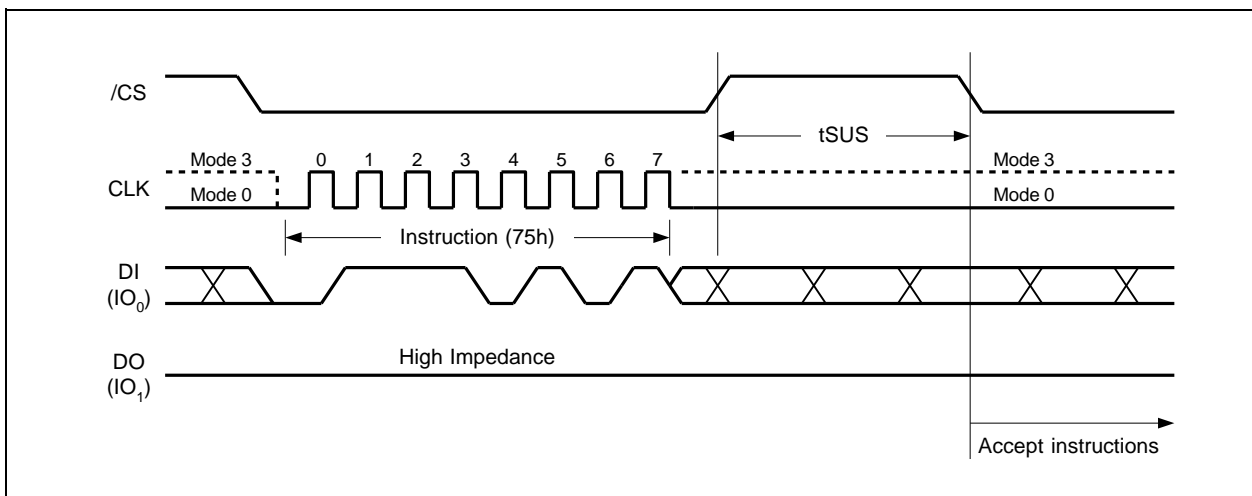 /CS
tSUS
Mode 3
0 1 2 3 4 5 6 7
Mode 3
CLK
Mode 0
Mode 0
Instruction (75h)
DI
(IO₀)
High Impedance
DO
(IO₁)
Accept instructions